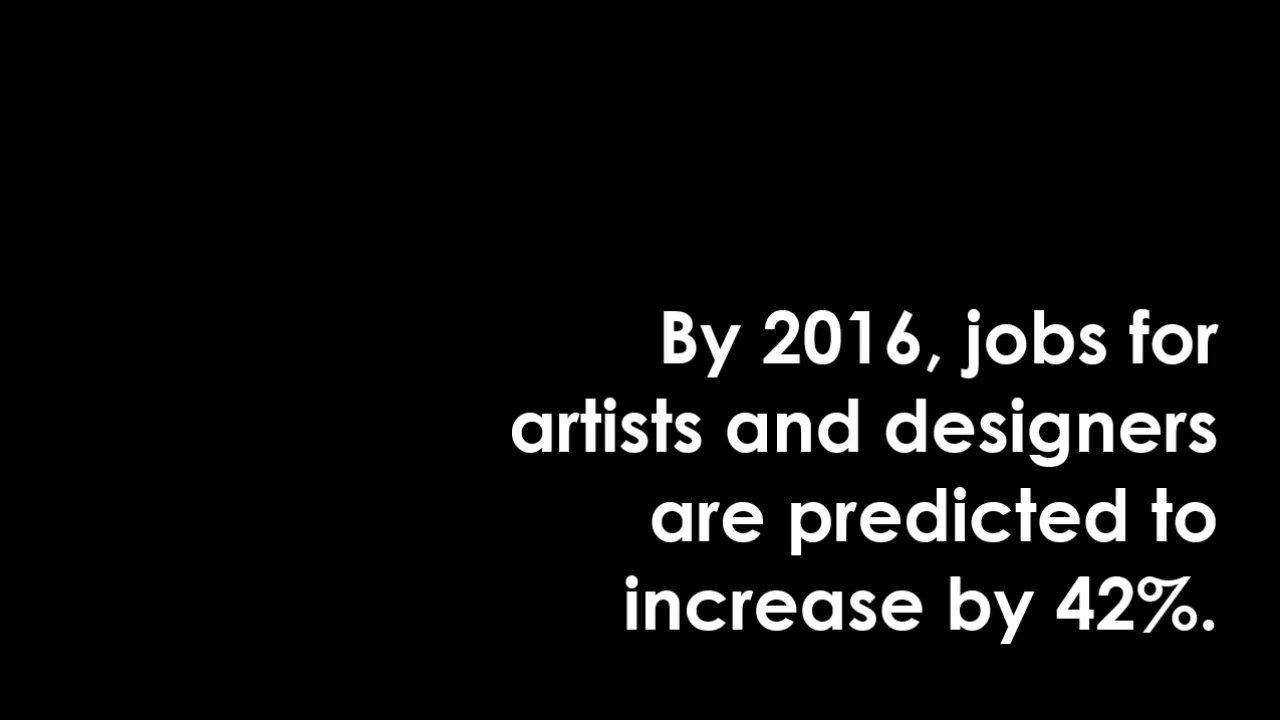 By 2016, jobs for
artists and designers
are predicted to
increase by 42%.